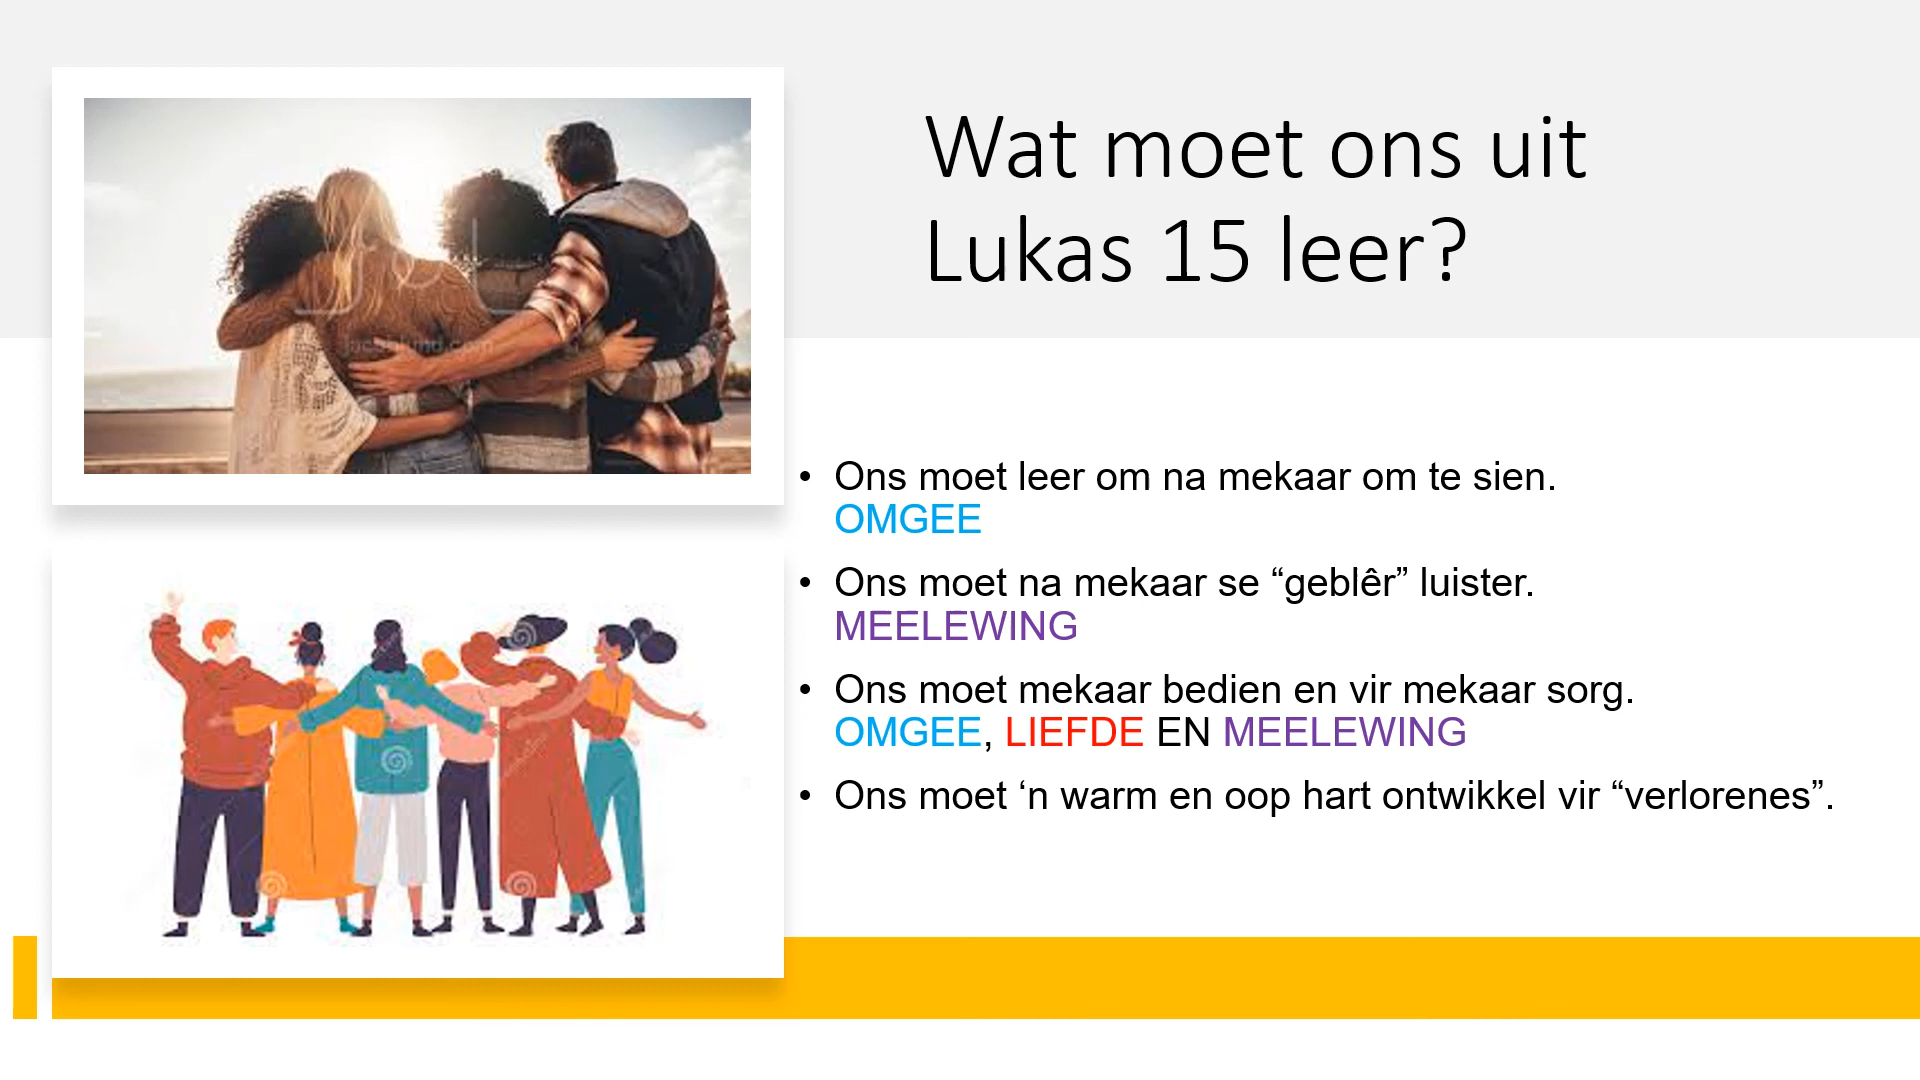 Wat moet ons uit
Lukas 15 leer?
• Ons moet leer om na mekaar om te sien.
OMGEE
• Ons moet na mekaar se “geblêr” luister.
MEELEWING
• Ons moet mekaar bedien en vir mekaar sorg.
OMGEE, LIEFDE EN MEELEWING
• Ons moet ‘n warm en oop hart ontwikkel vir “verlorenes”.